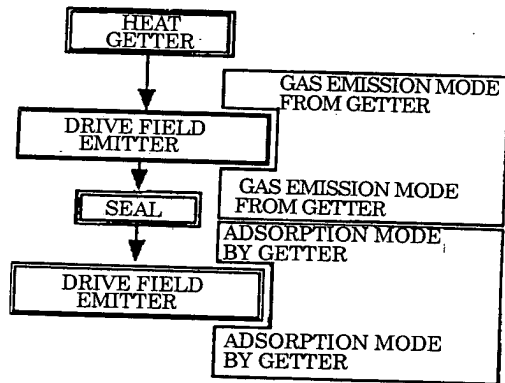 HEAT
GETTER
GAS EMISSION MODE
FROM GETTER
DRIVE FIELD
EMITTER
GAS EMISSION MODE
FROM GETTER
SEAL
ADSORPTION MODE
BY GETTER
DRIVE FIELD
EMITTER
ADSORPTION MODE
BY GETTER